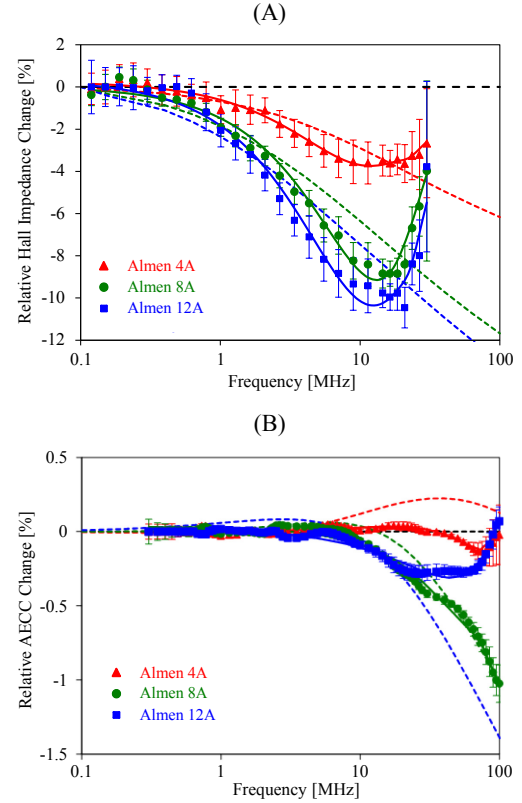 (A)
Relative Hall Impedance Change [%]
2
0
-2
-4
-6
-8
-10
-12
Almen 4A
Almen 8A
Almen 12A
0.1
1
10
100
Frequency [MHz]
(B)
Relative AECC Change [%]
0.5
0
-0.5
-1
-1.5
Almen 4A
Almen 8A
Almen 12A
0.1
1
10
100
Frequency [MHz]